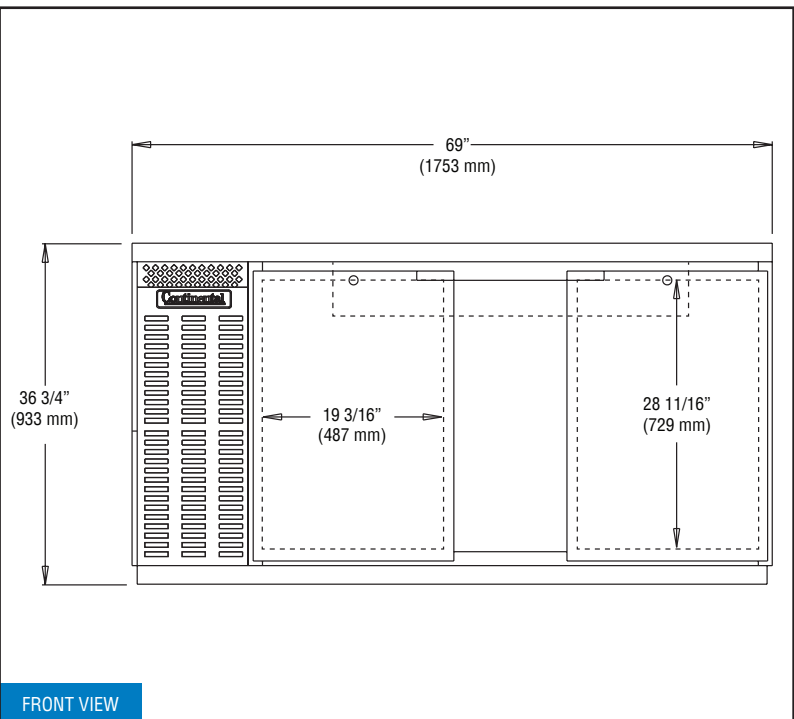 69”
(1753 mm)
Continental
36 3/4”
(933 mm)
19 3/16”
(487 mm)
28 11/16”
(729 mm)
FRONT VIEW